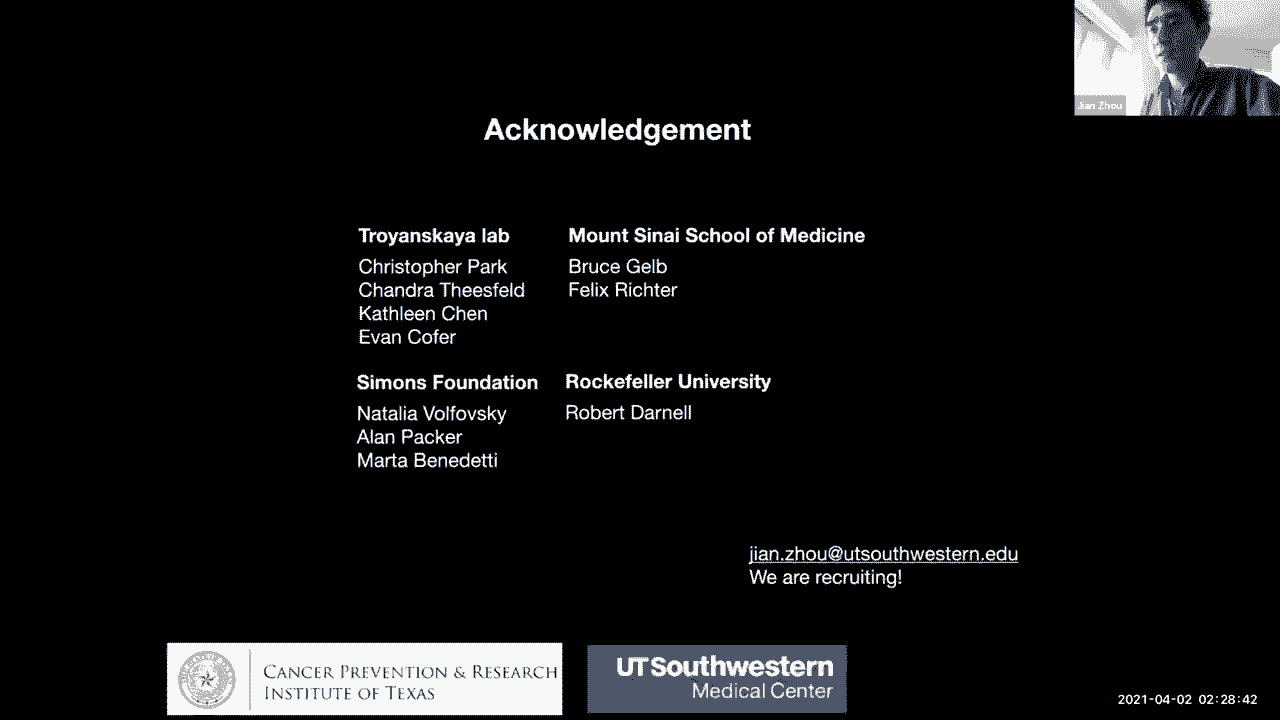 Jian Zhou
Acknowledgement
Troyanskaya lab
Christopher Park
Chandra Theesfeld
Kathleen Chen
Evan Cofer
Mount Sinai School of Medicine
Bruce Gelb
Felix Richter
Simons Foundation
Natalia Volfovsky
Alan Packer
Marta Benedetti
Rockefeller University
Robert Darnell
jian.zhou@utsouthwestern.edu
We are recruiting!
CANCER PREVENTION & RESEARCH
INSTITUTE OF TEXAS
UTSouthwestern
Medical Center
2021-04-02 02:28:42